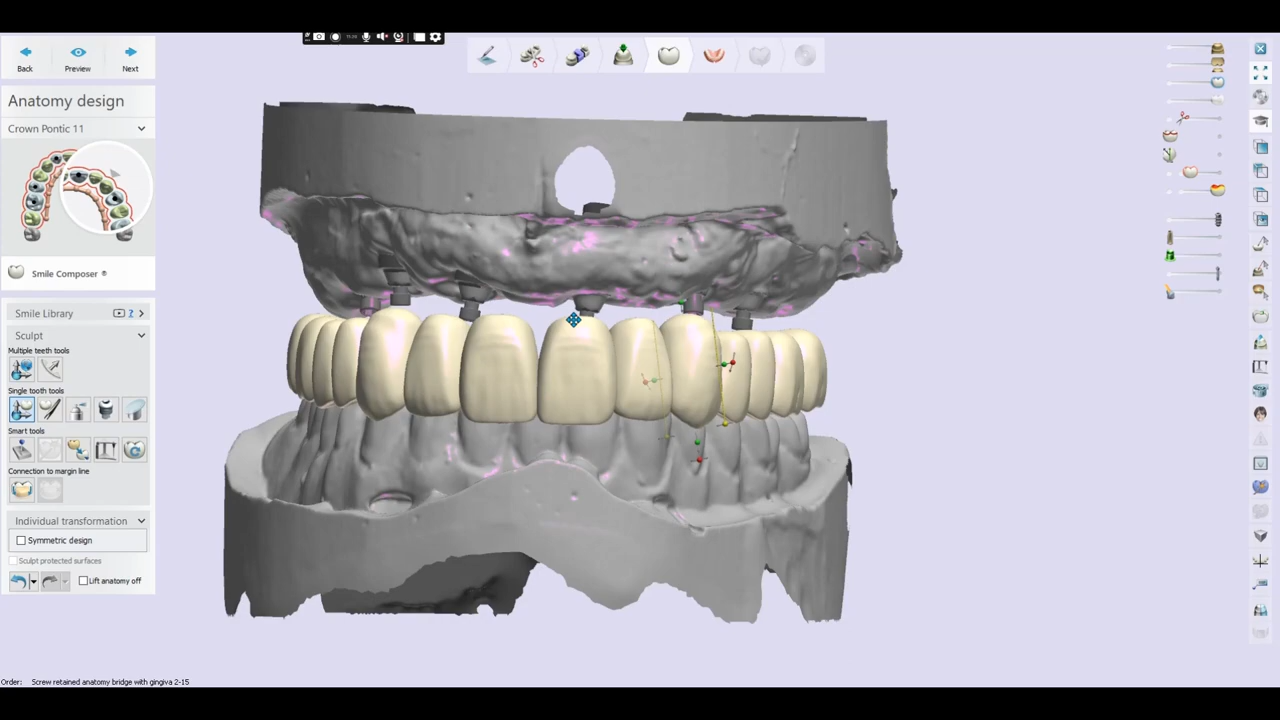 Back
Preview
Next
Anatomy design
Crown Pontic 11
Smile Composer ®
Smile Library
?
Sculpt
Multiple teeth tools
Single tooth tools
Smart tools
Connection to margin line
Individual transformation
Symmetric design
Sculpt protected surfaces
Lift anatomy off
Order: Screw retained anatomy bridge with gingiva 2-15